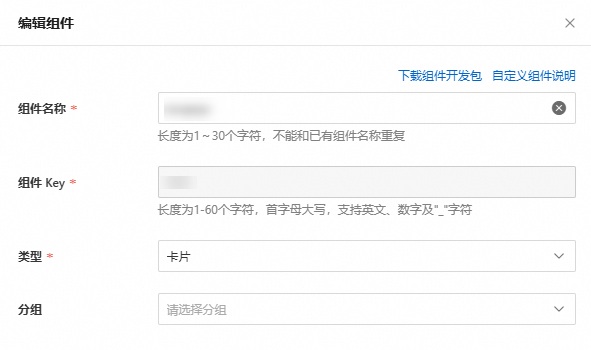 编辑组件
下载组件开发包 自定义组件说明
组件名称 *
长度为1～30个字符，不能和已有组件名称重复
组件 Key *
长度为1-60个字符，首字母大写，支持英文、数字及"_"字符
类型 * 卡片
分组 请选择分组